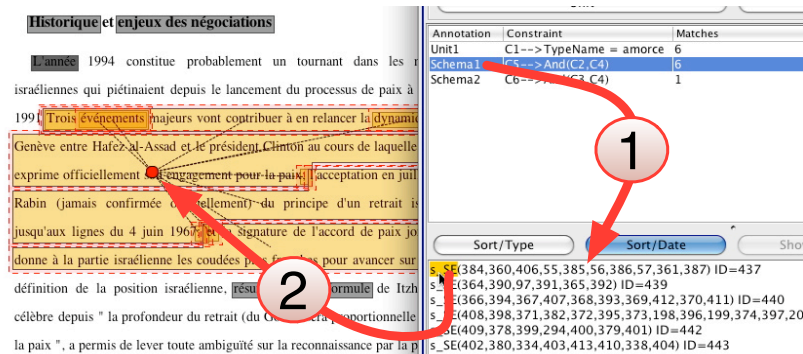 Historique et enjeux des négociations
L'année 1994 constitue probablement un tournant dans les
israéliennes qui piétinaient depuis le lancement du processus de paix à
1991 Trois événements majeurs vont contribuer à en relancer la dynamic
Genève entre Hafez al-Assad et le président Clinton au cours de laquelle
exprime officiellement engagement pour la paix, acceptation en juil
Rabin (jamais confirmée du principe d'un retrait is
jusqu'aux lignes du 4 juin 1967, signature de l'accord de paix jo
donne à la partie israélienne les coudées plus pour avancer sur
définition de la position israélienne, de Itzh
célèbre depuis " la profondeur du retrait (du proportionnelle
la paix ", a permis de lever toute ambiguïté sur la reconnaissance par la p
Annotation Constraint Matches
Unit1 C1-->TypeName = amorce 6
Schema1 C5-->And(C2,C4) 6
Schema2 C6-->And(C3,C4) 1
1
2
Sort/Type Sort/Date Show
s_SE(384,360,406,55,385,56,386,57,361,387) ID=437
s_SE(364,390,97,391,365,392) ID=439
s_SE(366,394,367,407,368,393,369,412,370,411) ID=440
s_SE(408,398,371,382,372,395,373,198,396,199,374,397,20
s_SE(409,378,399,294,400,379,401) ID=442
s_SE(402,380,334,403,413,410,338,404) ID=443